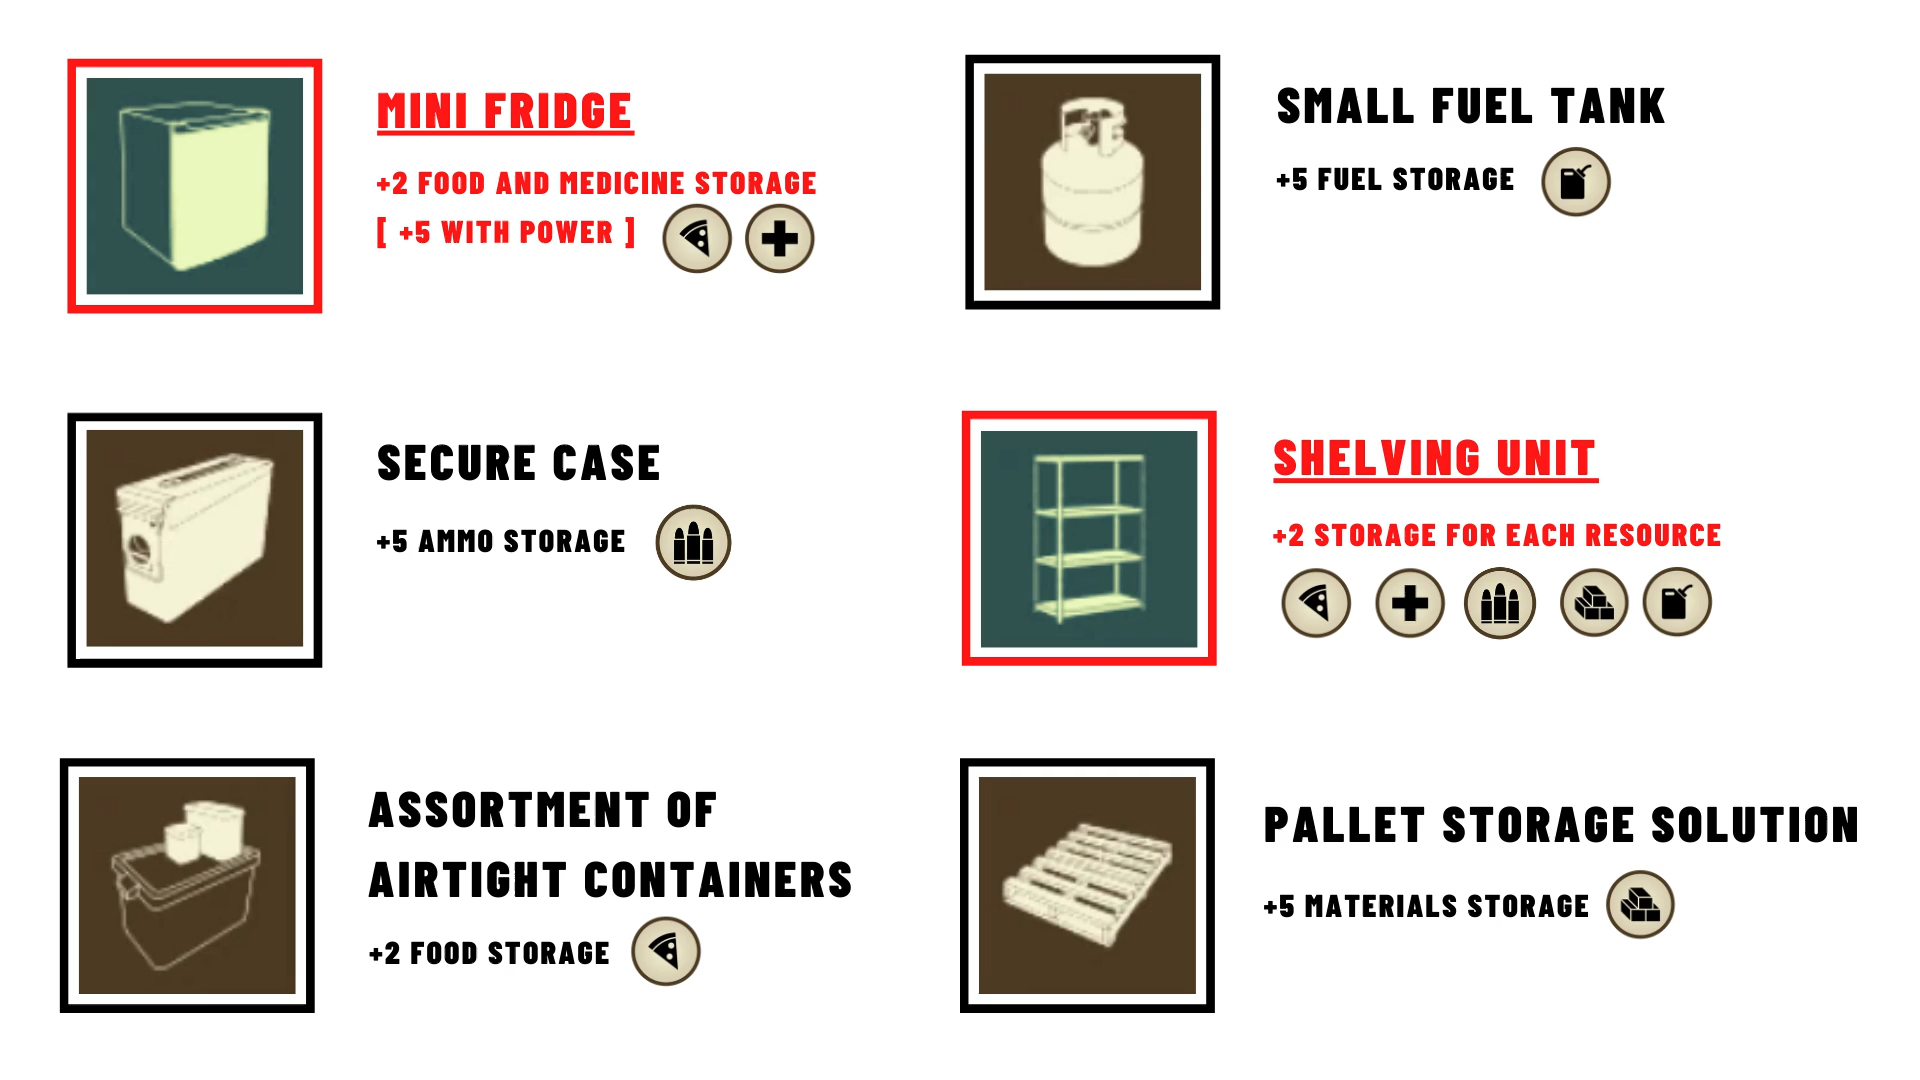 MINI FRIDGE
+2 FOOD AND MEDICINE STORAGE
[ +5 WITH POWER ]
SMALL FUEL TANK
+5 FUEL STORAGE
SECURE CASE
+5 AMMO STORAGE
SHELVING UNIT
+2 STORAGE FOR EACH RESOURCE
ASSORTMENT OF
AIRTIGHT CONTAINERS
+2 FOOD STORAGE
PALLET STORAGE SOLUTION
+5 MATERIALS STORAGE